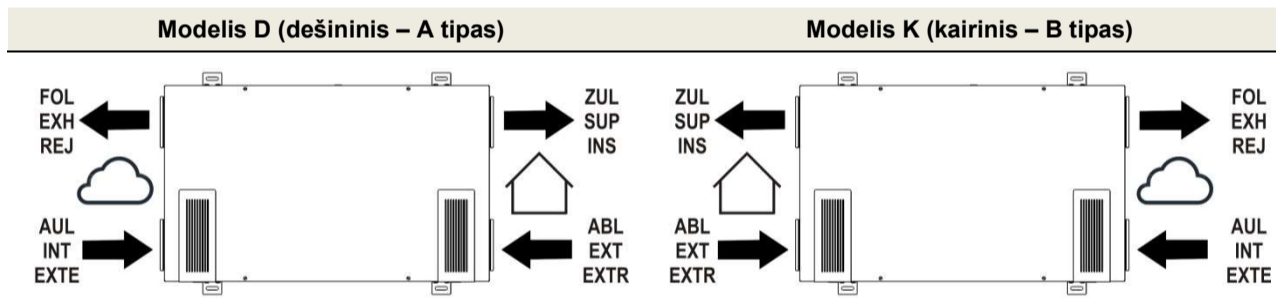 Modelis D (dešininis – A tipas)
Modelis K (kairinis – B tipas)
FOL
EXH
REJ
ZUL
SUP
INS
AUL
INT
EXTE
ABL
EXT
EXTR
ZUL
SUP
INS
FOL
EXH
REJ
ABL
EXT
EXTR
AUL
INT
EXTE